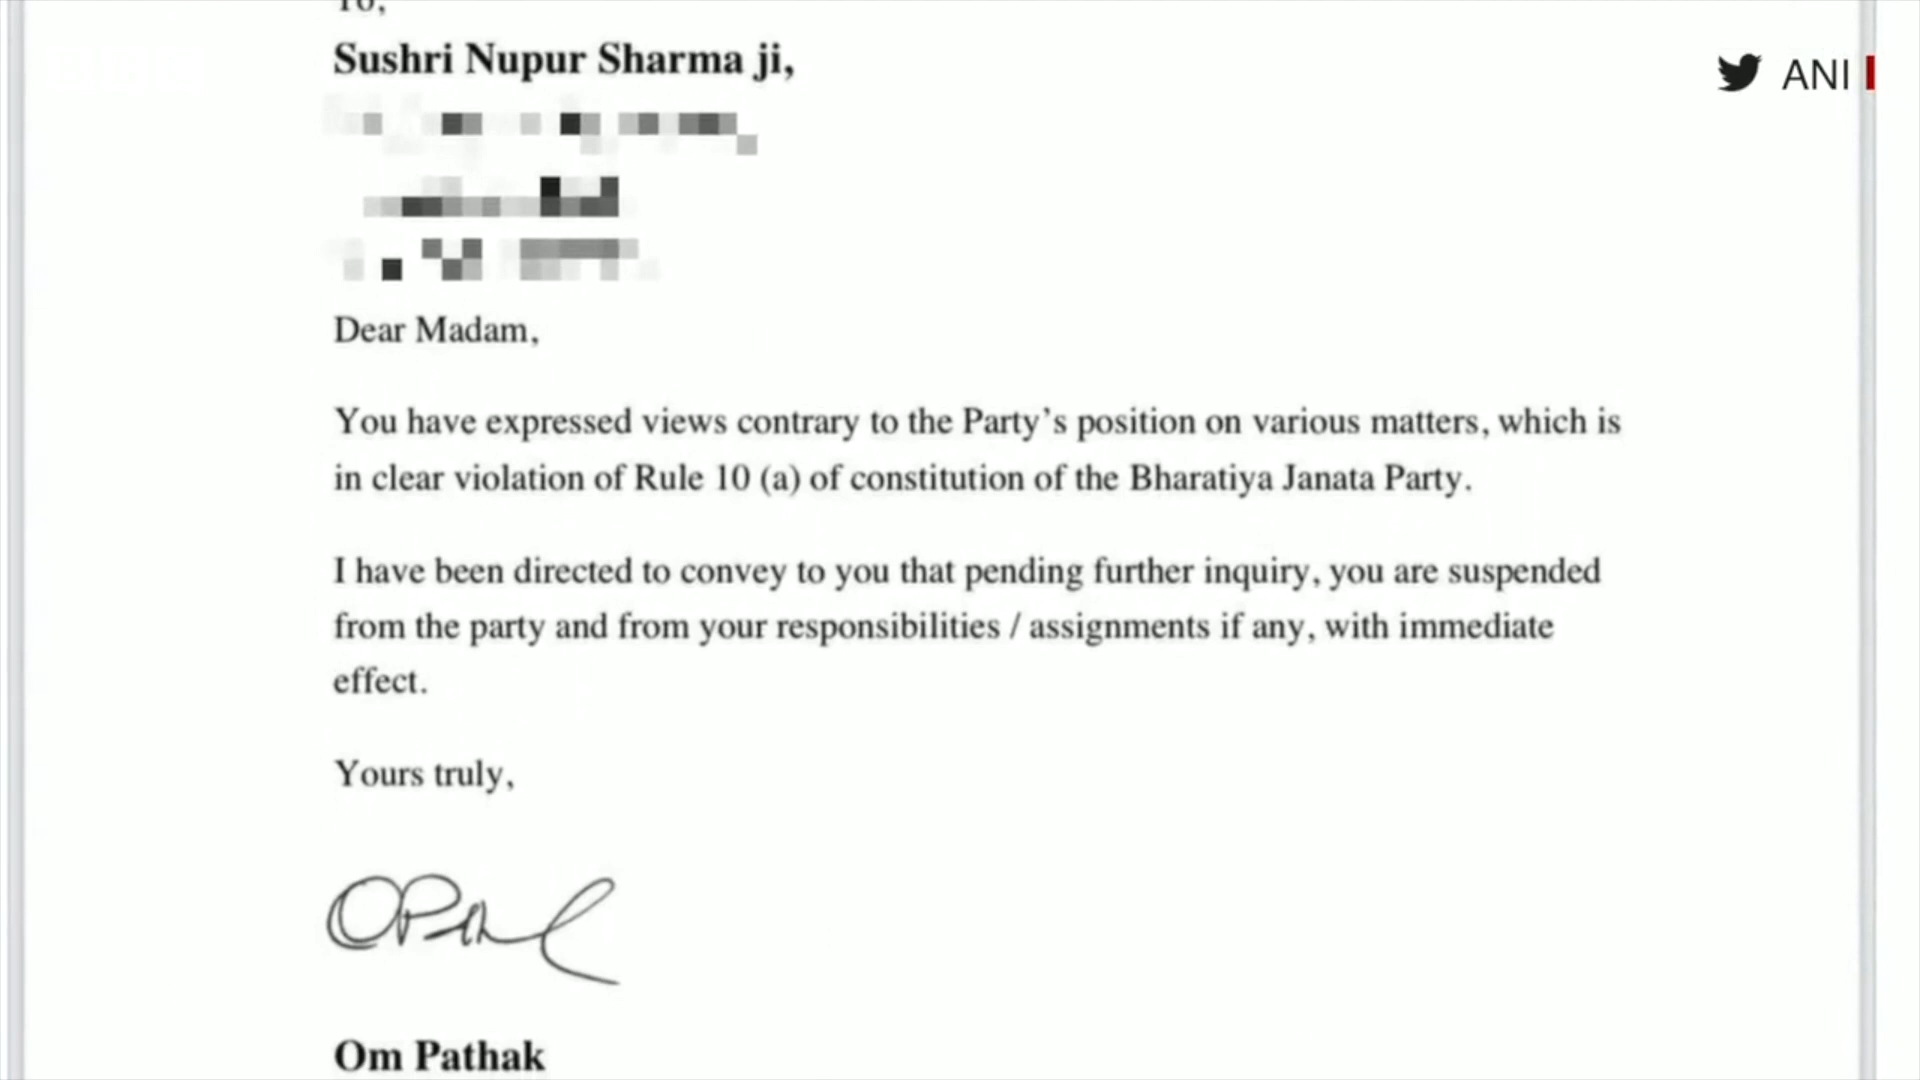 To,
Sushri Nupur Sharma ji,
ANI
Dear Madam,
You have expressed views contrary to the Party’s position on various matters, which is
in clear violation of Rule 10 (a) of constitution of the Bharatiya Janata Party.
I have been directed to convey to you that pending further inquiry, you are suspended
from the party and from your responsibilities / assignments if any, with immediate
effect.
Yours truly,
Om Pathak